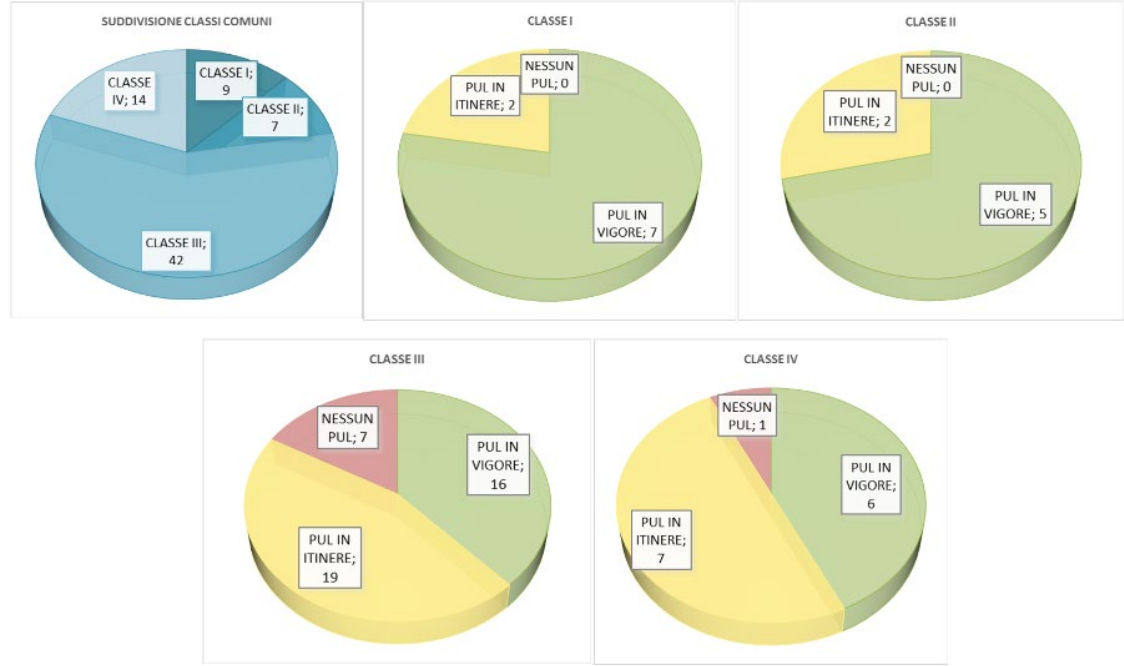 SUDDIVISIONE CLASSI COMUNI
CLASSE I;
9
CLASSE II;
7
CLASSE
IV; 14
CLASSE III;
42
CLASSE I
NESSUN
PUL; 0
PUL IN
ITINERE; 2
PUL IN
VIGORE; 7
CLASSE II
NESSUN
PUL; 0
PUL IN
ITINERE; 2
PUL IN
VIGORE; 5
CLASSE III
NESSUN
PUL; 7
PUL IN
VIGORE;
16
PUL IN
ITINERE;
19
CLASSE IV
NESSUN
PUL; 1
PUL IN
VIGORE;
6
PUL IN
ITINERE;
7